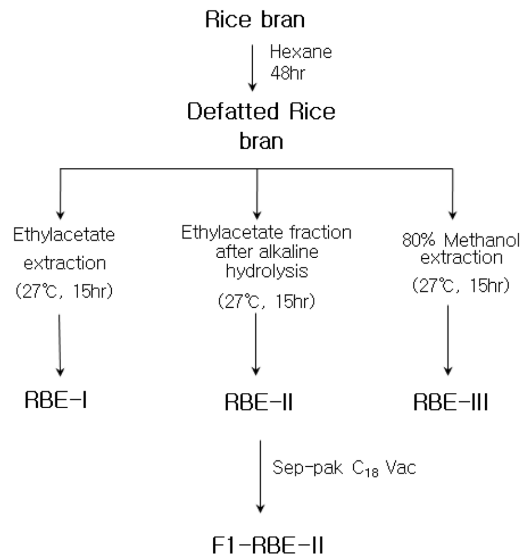 Rice bran
Hexane
48hr
Defatted Rice
bran
Ethylacetate
extraction
(27℃, 15hr)
Ethylacetate fraction
after alkaline
hydrolysis
(27℃, 15hr)
80% Methanol
extraction
(27℃, 15hr)
RBE-I
RBE-II
RBE-III
Sep-pak C₁₈ Vac
F1-RBE-II